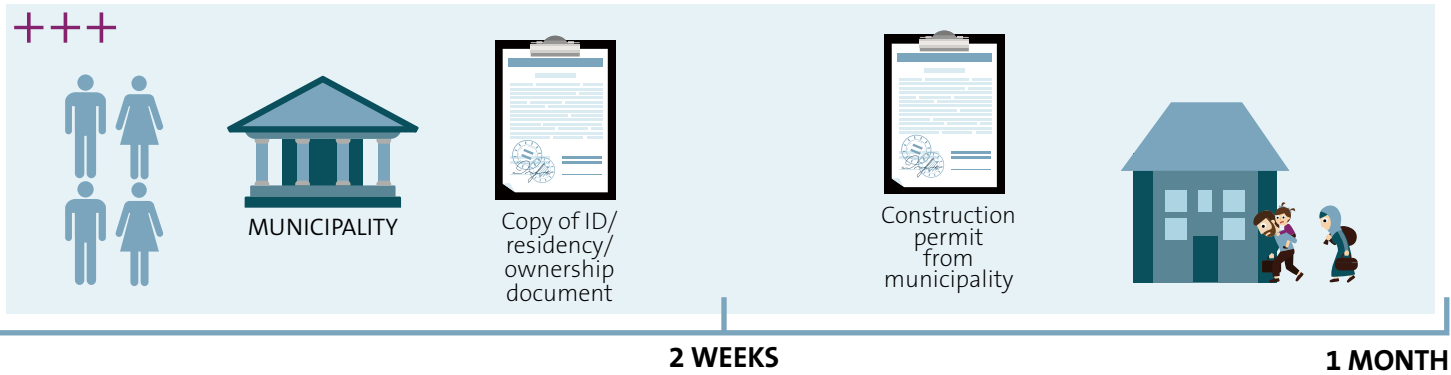 +++
MUNICIPALITY
Copy of ID/
residency/
ownership
document
Construction
permit
from
municipality
2 WEEKS
1 MONTH